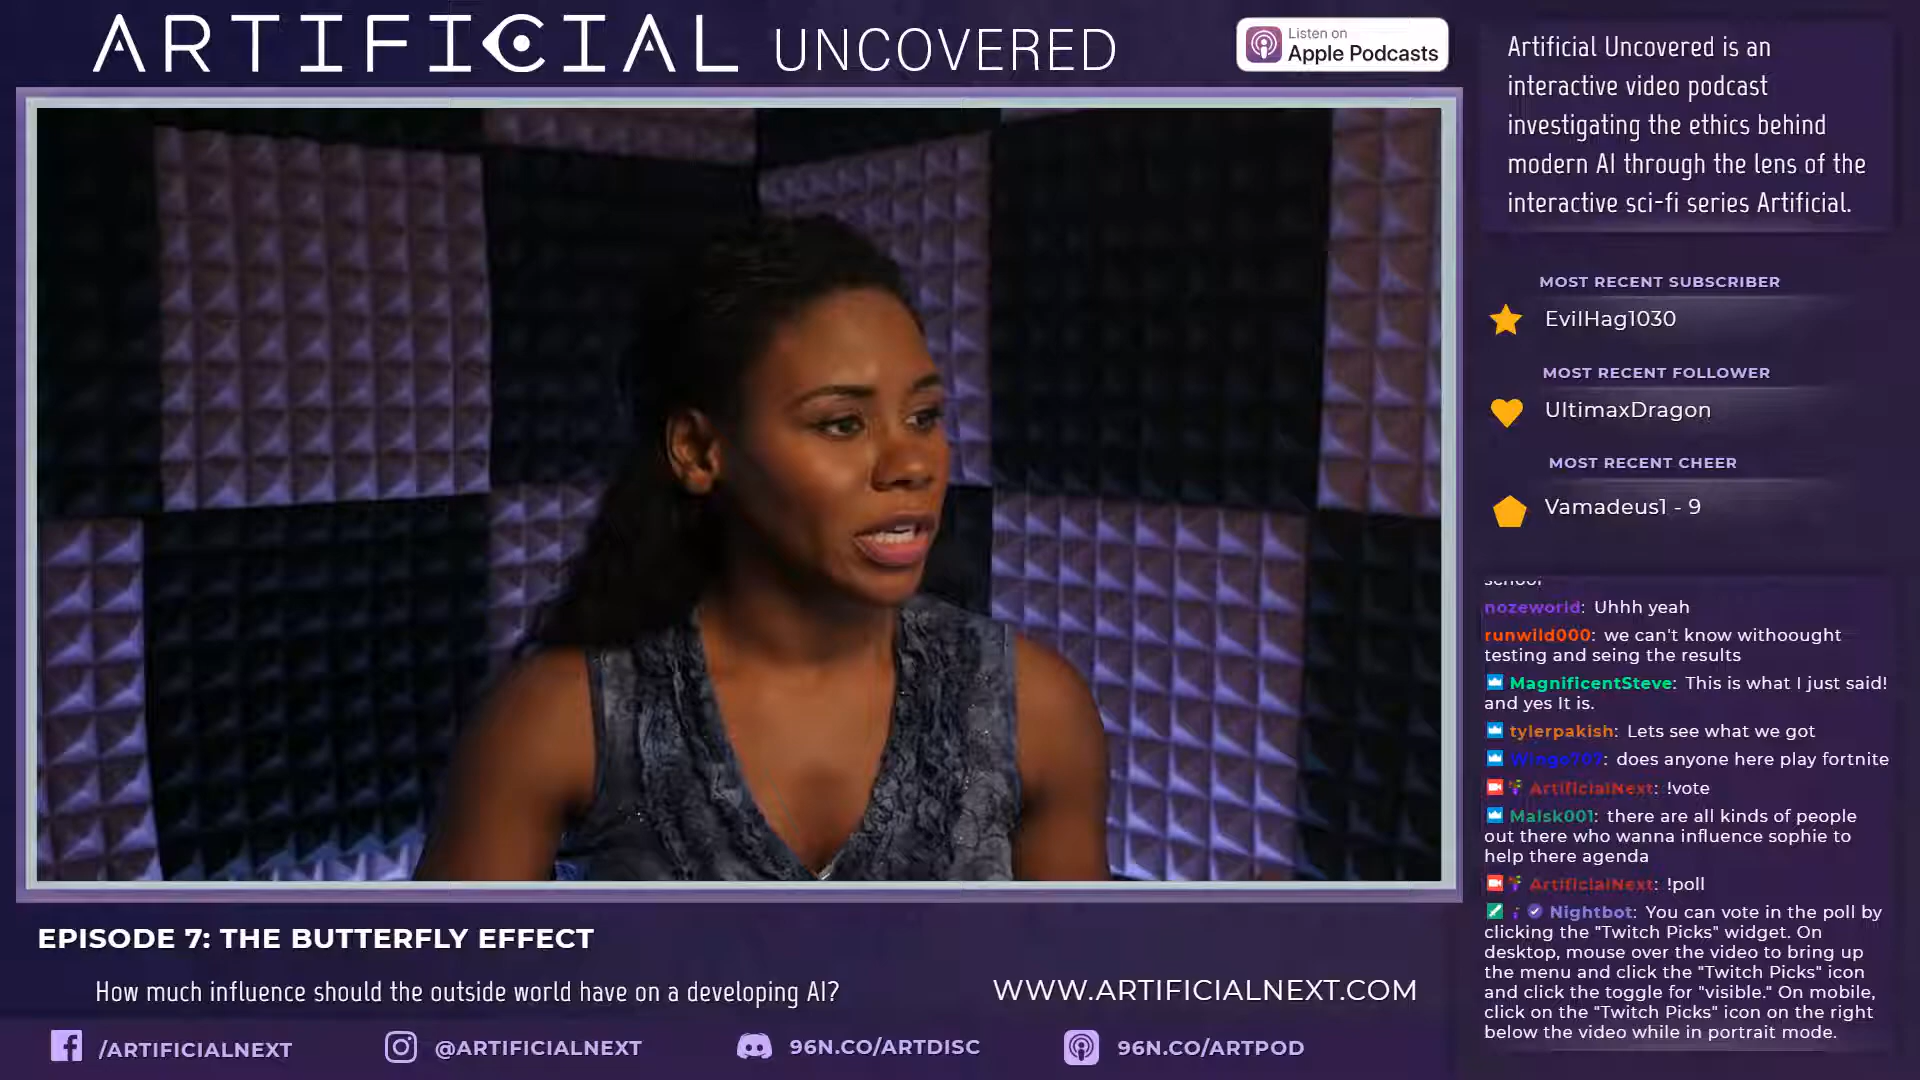 ARTIFICIAL UNCOVERED
Listen on
Apple Podcasts
Artificial Uncovered is an
interactive video podcast
investigating the ethics behind
modern AI through the lens of the
interactive sci-fi series Artificial.
MOST RECENT SUBSCRIBER
EvilHag1030
MOST RECENT FOLLOWER
UltimaxDragon
MOST RECENT CHEER
Vamadeus1 - 9
school
nozeworld: Uhhh yeah
runwild000: we can't know withoought
testing and seing the results
MagnificentSteve: This is what I just said!
and yes It is.
tylerpakish: Lets see what we got
Wingo707: does anyone here play fortnite
ArtificialNext: !vote
Malsk001: there are all kinds of people
out there who wanna influence sophie to
help there agenda
ArtificialNext: !poll
Nightbot: You can vote in the poll by
clicking the "Twitch Picks" widget. On
desktop, mouse over the video to bring up
the menu and click the "Twitch Picks" icon
and click the toggle for "visible." On mobile,
click on the "Twitch Picks" icon on the right
below the video while in portrait mode.
EPISODE 7: THE BUTTERFLY EFFECT
How much influence should the outside world have on a developing AI?
WWW.ARTIFICIALNEXT.COM
/ARTIFICIALNEXT
@ARTIFICIALNEXT
96N.CO/ARTDISC
96N.CO/ARTPOD